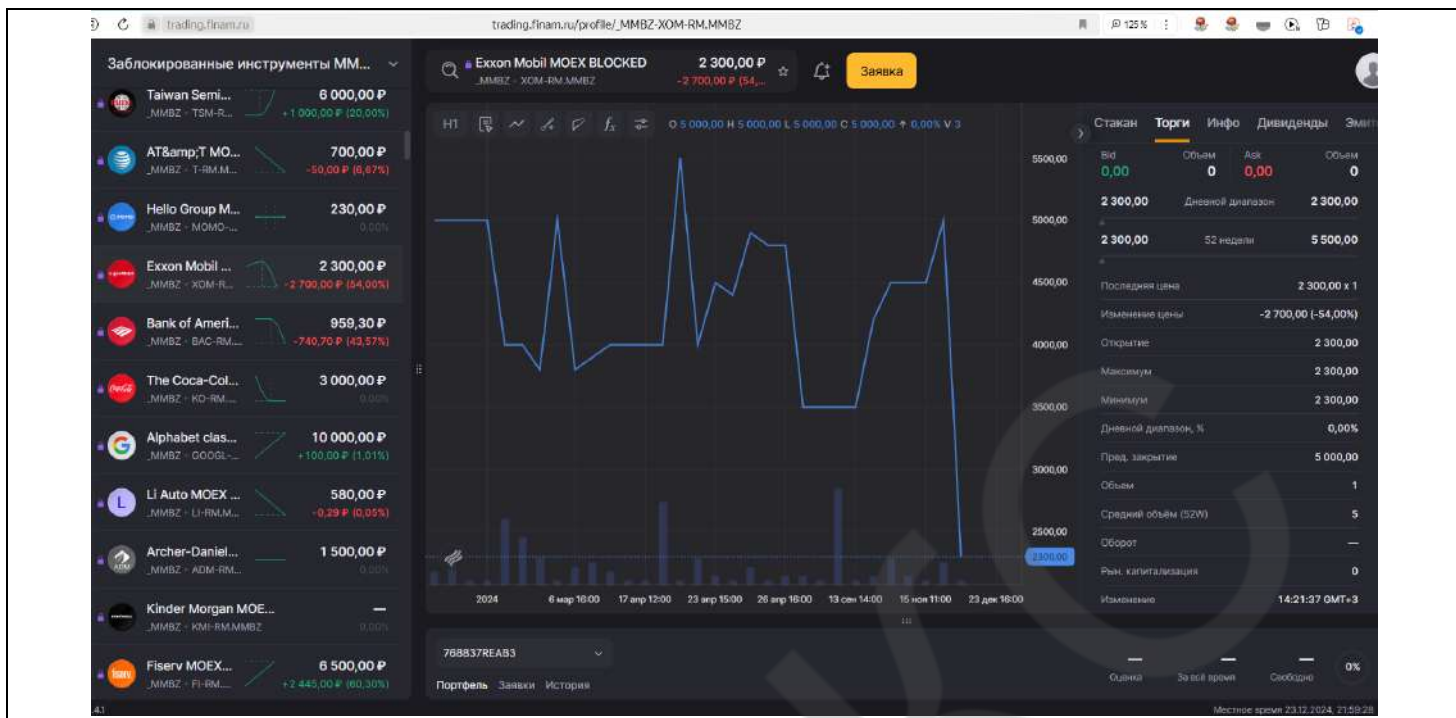 trading.finam.ru
trading.finam.ru/profile/_MMBZ-XOM-RM.MMBZ
125 %
Заблокированные инструменты ММ...
Taiwan Semi... 6 000,00 ₽
_MMBZ - TSM-R... +1 000,00 ₽ (20,00%)
AT&amp;T MO... 700,00 ₽
_MMBZ - T-RM.M... -50,00 ₽ (6,67%)
Hello Group M... 230,00 ₽
_MMBZ - MOMO-... 0,00%
Exxon Mobil ... 2 300,00 ₽
_MMBZ - XOM-R... -2 700,00 ₽ (54,00%)
Bank of Ameri... 959,30 ₽
_MMBZ - BAC-RM.... -740,70 ₽ (43,57%)
The Coca-Col... 3 000,00 ₽
_MMBZ - KO-RM.... 0,00%
Alphabet clas... 10 000,00 ₽
_MMBZ - GOOGL-... +100,00 ₽ (1,01%)
L
Li Auto MOEX ... 580,00 ₽
_MMBZ - LI-RM.M... -0,29 ₽ (0,05%)
ADM
Archer-Daniel... 1 500,00 ₽
_MMBZ - ADM-RM... 0,00%
Kinder Morgan MOE... —
_MMBZ - KMI-RM.MMBZ 0,00%
Fiserv MOEX... 6 500,00 ₽
_MMBZ - FI-RM.... +2 445,00 ₽ (60,30%)
.4.1
Exxon Mobil MOEX BLOCKED 2 300,00 ₽
_MMBZ - XOM-RM.MMBZ -2 700,00 ₽ (54,...
Заявка
H1
O 5 000,00 H 5 000,00 L 5 000,00 C 5 000,00 0,00% V 3
5500,00
5000,00
4500,00
4000,00
3500,00
3000,00
2500,00
2300,00
2024 6 мар 16:00 17 апр 12:00 23 апр 15:00 26 апр 16:00 13 сен 14:00 15 ноя 11:00 23 дек 16:00
768837REAB3
Портфель Заявки История
Оценка За всё время Свободно 0%
Стакан Торги Инфо Дивиденды
Bid Объем Ask Объем
0,00 0 0,00 0
2 300,00 Дневной диапазон 2 300,00
2 300,00 52 недели 5 500,00
Последняя цена 2 300,00 x 1
Изменение цены -2 700,00 (-54,00%)
Открытие 2 300,00
Максимум 2 300,00
Минимум 2 300,00
Дневной диапазон, % 0,00%
Пред. закрытие 5 000,00
Объем 1
Средний объём (52W) 5
Оборот —
Рын. капитализация 0
Изменение 14:21:37 GMT+3
Местное время 23.12.2024, 21:59:28